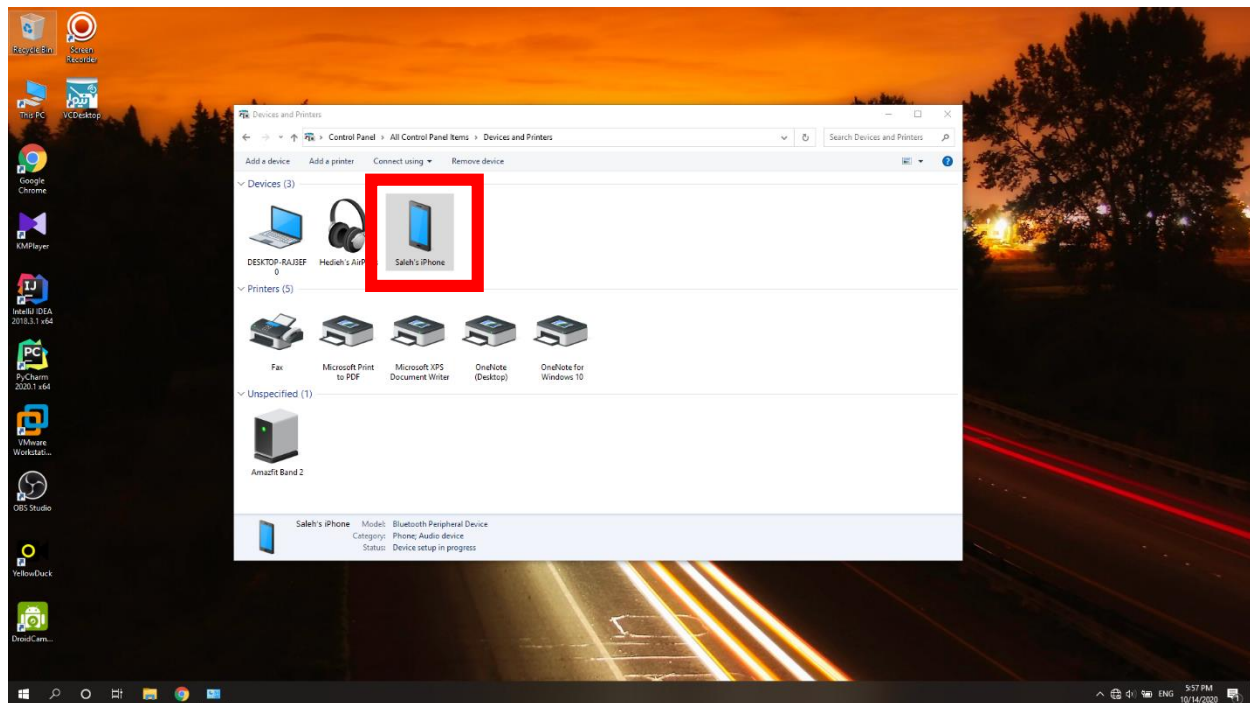 Recycle Bin
Screen
Recorder
This PC
VCDesktop
Google
Chrome
KMPlayer
IntelliJ IDEA
2018.3.1 x64
PC
PyCharm
2020.1 x64
VMware
Workstati...
OBS Studio
YellowDuck
DroidCam...
Devices and Printers
Control Panel > All Control Panel Items > Devices and Printers
Search Devices and Printers
Add a device Add a printer Connect using Remove device
Devices (3)
DESKTOP-RAJ3EF
0
Hedieh's AirP
Saleh's iPhone
Printers (5)
Fax
Microsoft Print
to PDF
Microsoft XPS
Document Writer
OneNote
(Desktop)
OneNote for
Windows 10
Unspecified (1)
Amazfit Band 2
Saleh's iPhone Model: Bluetooth Peripheral Device
Category: Phone; Audio device
Status: Device setup in progress
ENG
5:57 PM
10/14/2020